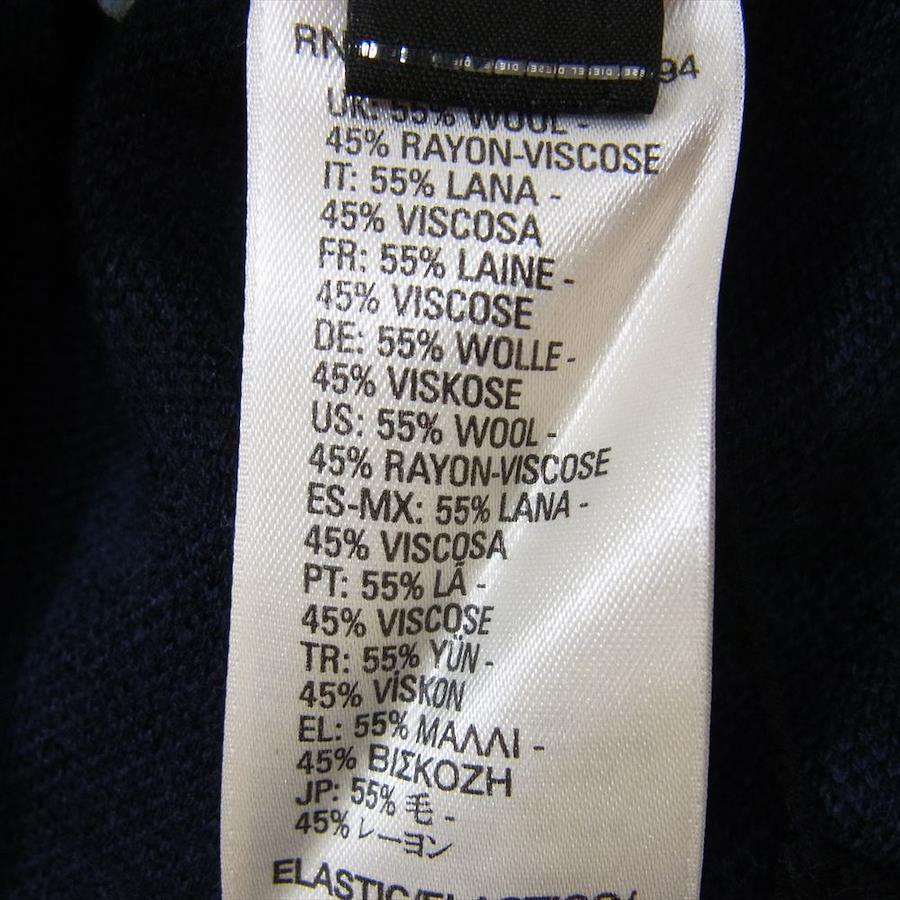 RN 94
UK: 55% WOOL -
45% RAYON-VISCOSE
IT: 55% LANA -
45% VISCOSA
FR: 55% LAINE -
45% VISCOSE
DE: 55% WOLLE -
45% VISKOSE
US: 55% WOOL -
45% RAYON-VISCOSE
ES-MX: 55% LANA -
45% VISCOSA
PT: 55% LÃ -
45% VISCOSE
TR: 55% YÜN -
45% VİSKON
EL: 55% ΜΑΛΛΙ -
45% ΒΙΣΚΟΖΗ
JP: 55% 毛 -
45% レーヨン